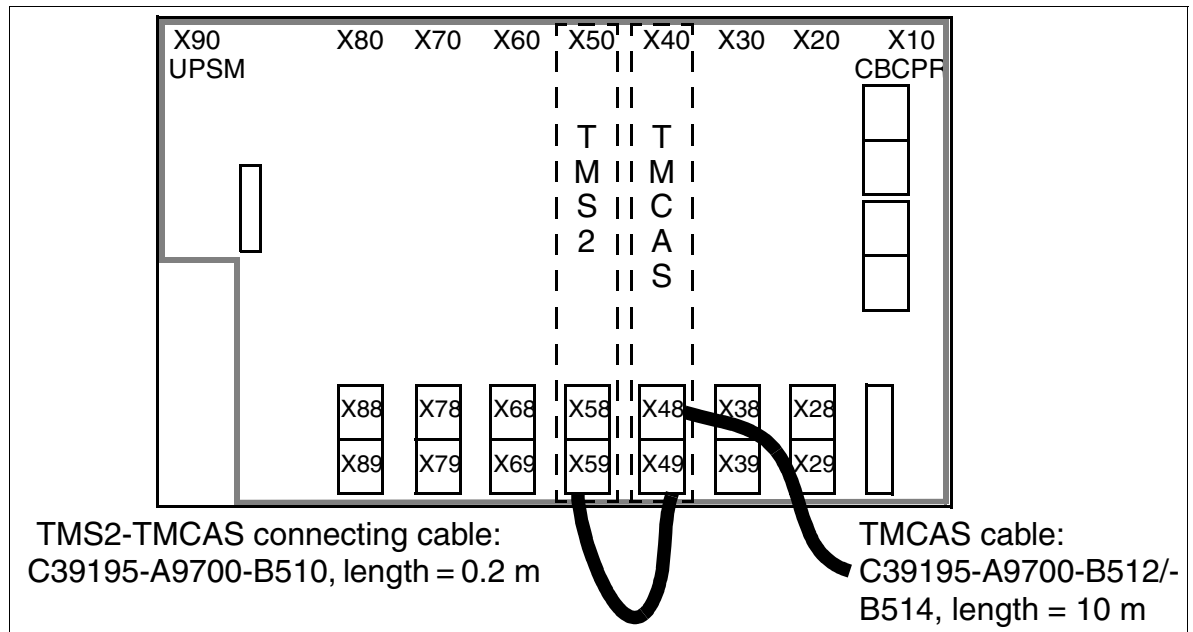 X90 X80 X70 X60 X50 X40 X30 X20 X10
UPSM CBCPR
TMS2
TMCAS
X88 X78 X68 X58 X48 X38 X28
X89 X79 X69 X59 X49 X39 X29
TMS2-TMCAS connecting cable:
C39195-A9700-B510, length = 0.2 m
TMCAS cable:
C39195-A9700-B512/-
B514, length = 10 m